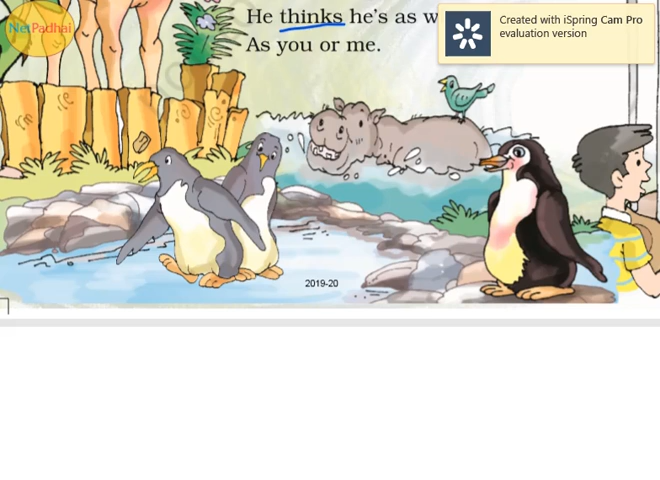 NetPadhai
He thinks he's as w
As you or me.
Created with iSpring Cam Pro
evaluation version
2019-20